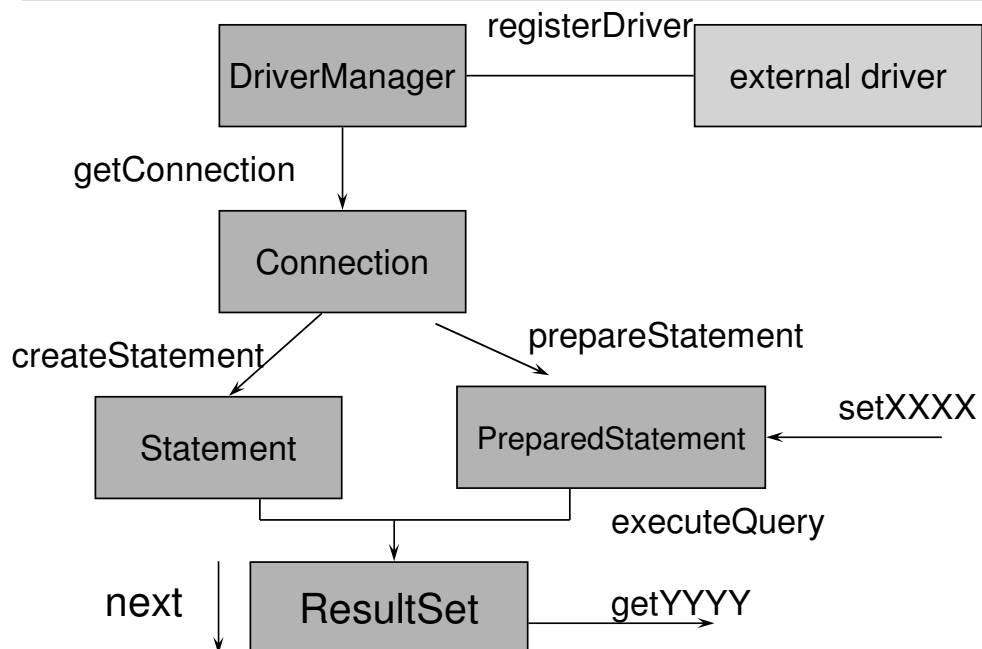 registerDriver
DriverManager
external driver
getConnection
Connection
createStatement
prepareStatement
setXXXX
Statement
PreparedStatement
executeQuery
next
ResultSet
getYYYY